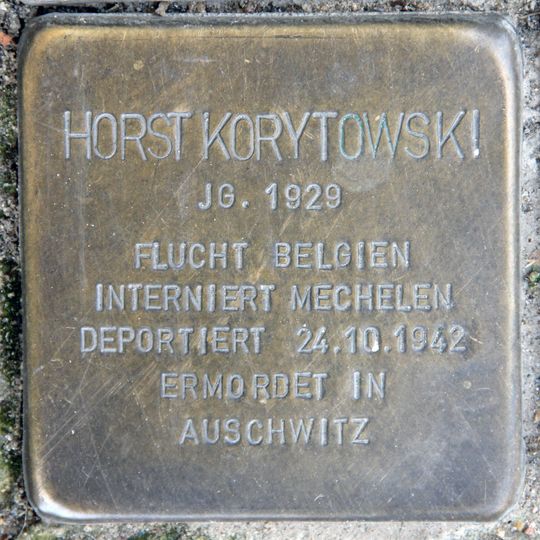 HORST KORYTOWSKI
JG. 1929
FLUCHT BELGIEN
INTERNIERT MECHELEN
DEPORTIERT 24.10.1942
ERMORDET IN
AUSCHWITZ